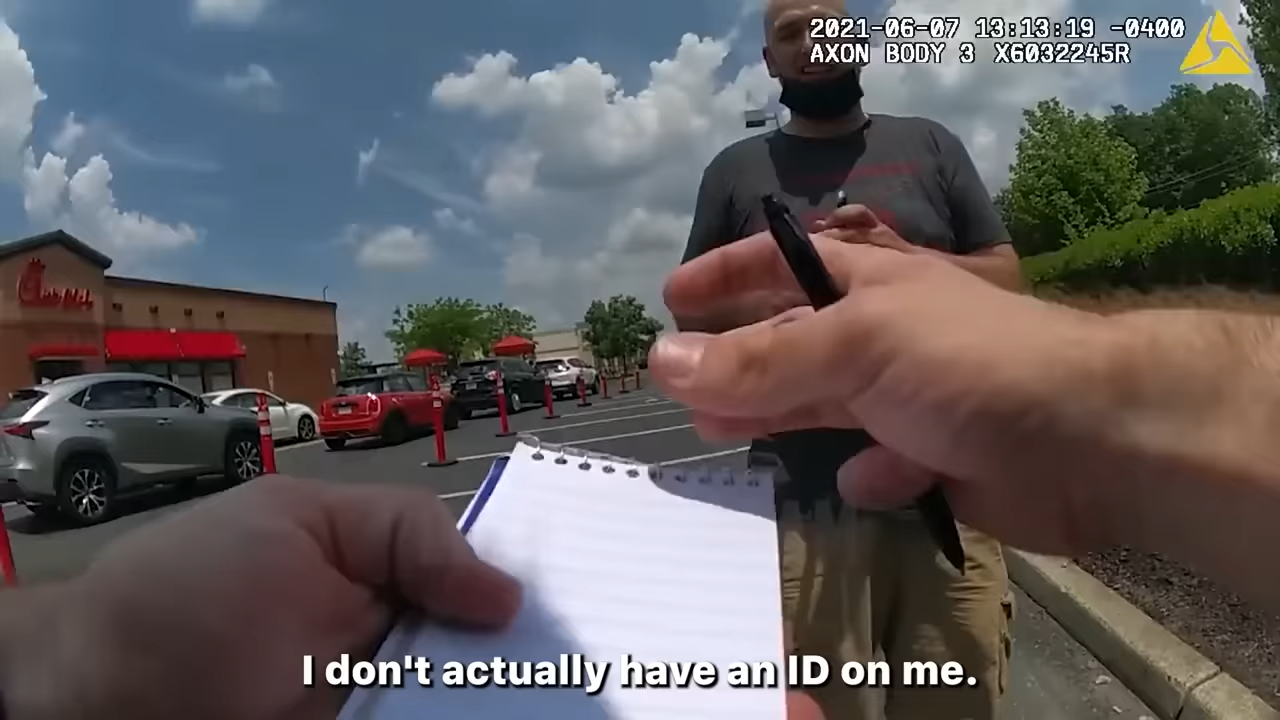 2021-06-07 13:13:19 -0400
AXON BODY 3 X6032245R
Chick-fil-A
I don't actually have an ID on me.